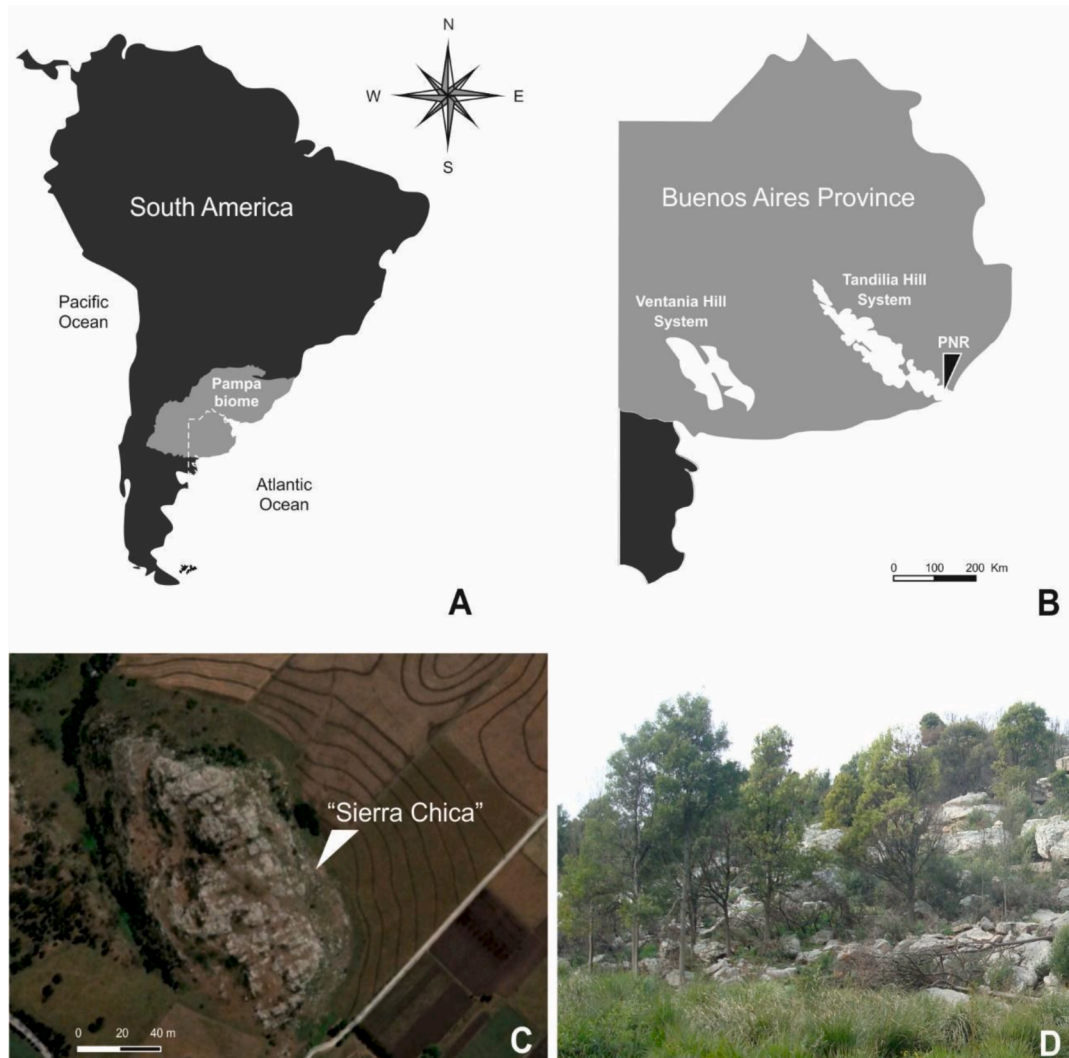 N
W
E
S
South America
Pacific
Ocean
Pampa
biome
Atlantic
Ocean
A
Buenos Aires Province
Ventania Hill
System
Tandilia Hill
System
PNR
0 100 200 Km
B
“Sierra Chica”
0 20 40 m
C
D